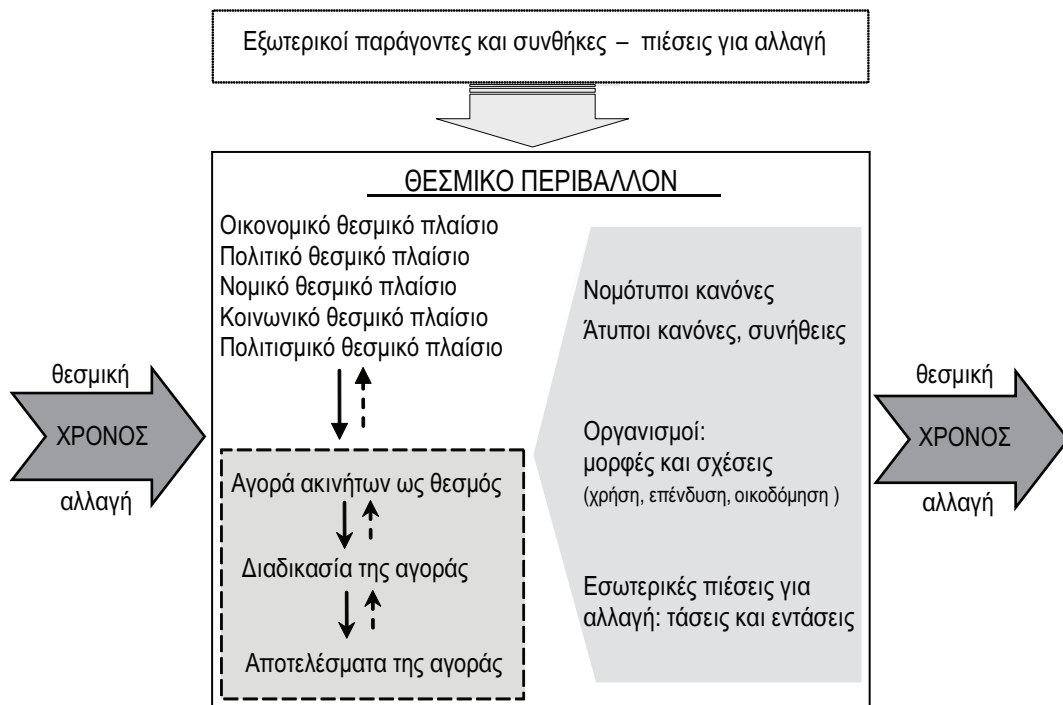 Εξωτερικοί παράγοντες και συνθήκες – πιέσεις για αλλαγή
ΘΕΣΜΙΚΟ ΠΕΡΙΒΑΛΛΟΝ
Οικονομικό θεσμικό πλαίσιο
Πολιτικό θεσμικό πλαίσιο
Νομικό θεσμικό πλαίσιο
Κοινωνικό θεσμικό πλαίσιο
Πολιτισμικό θεσμικό πλαίσιο
Αγορά ακινήτων ως θεσμός
Διαδικασία της αγοράς
Αποτελέσματα της αγοράς
Νομότυποι κανόνες
Άτυποι κανόνες, συνήθειες
Οργανισμοί:
μορφές και σχέσεις
(χρήση, επένδυση, οικοδόμηση )
Εσωτερικές πιέσεις για
αλλαγή: τάσεις και εντάσεις
θεσμική
ΧΡΟΝΟΣ
αλλαγή
θεσμική
ΧΡΟΝΟΣ
αλλαγή